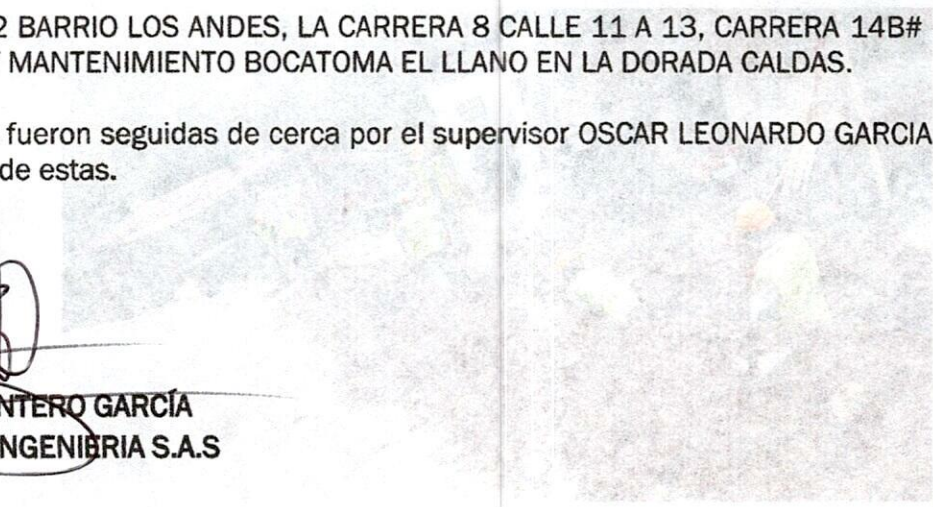 2 BARRIO LOS ANDES, LA CARRERA 8 CALLE 11 A 13, CARRERA 14B#
MANTENIMIENTO BOCATOMA EL LLANO EN LA DORADA CALDAS.
fueron seguidas de cerca por el supervisor OSCAR LEONARDO GARCIA
de estas.
NTERO GARCÍA
NGENIERIA S.A.S